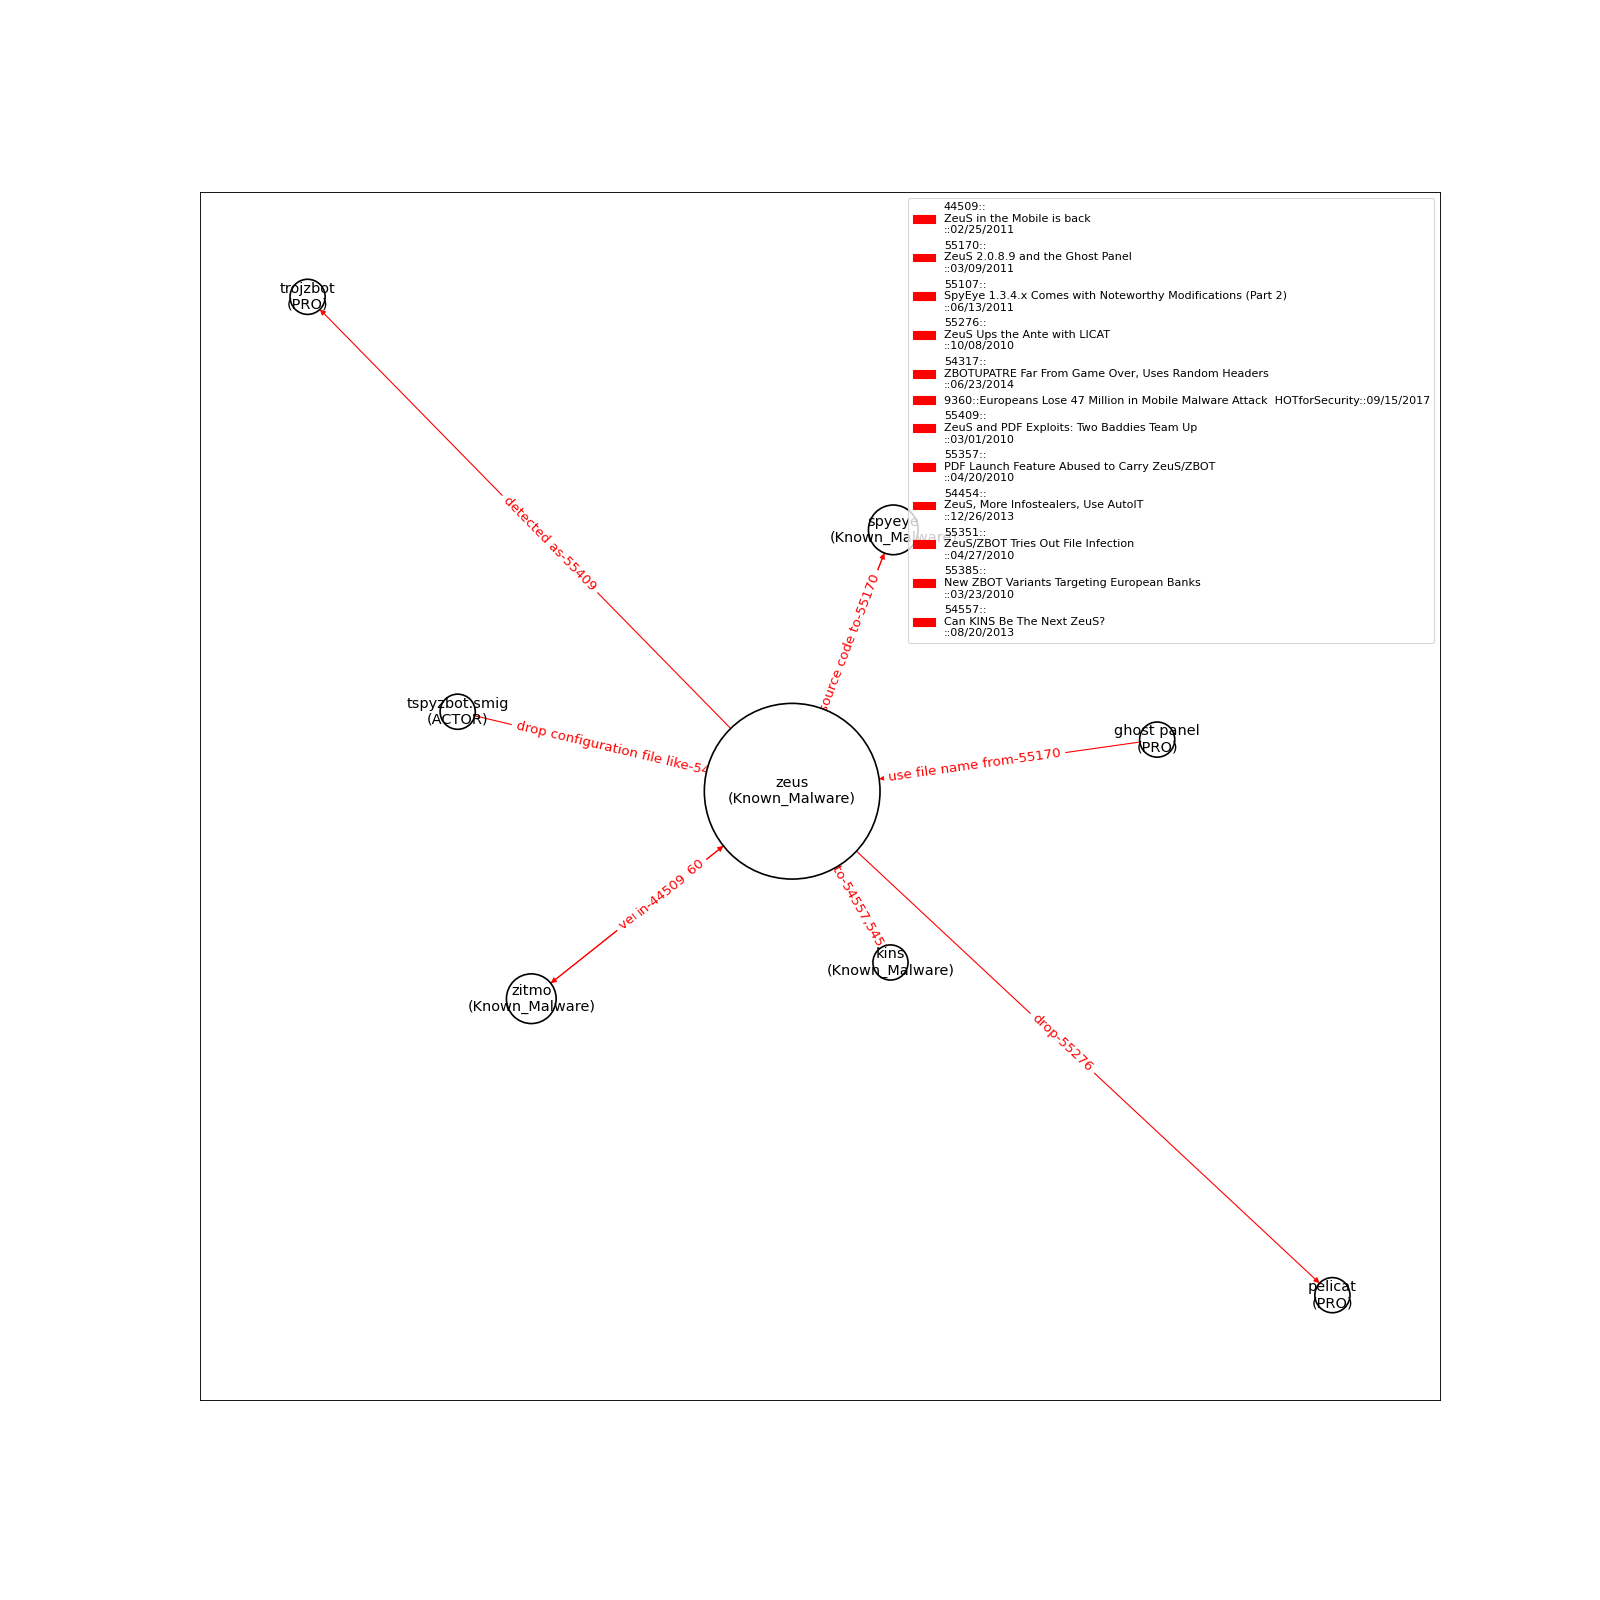 44509::
ZeuS in the Mobile is back
::02/25/2011
55170::
ZeuS 2.0.8.9 and the Ghost Panel
::03/09/2011
55107::
SpyEye 1.3.4.x Comes with Noteworthy Modifications (Part 2)
::06/13/2011
55276::
ZeuS Ups the Ante with LICAT
::10/08/2010
54317::
ZBOTUPATRE Far From Game Over, Uses Random Headers
::06/23/2014
9360::Europeans Lose 47 Million in Mobile Malware Attack  HOTforSecurity::09/15/2017
55409::
ZeuS and PDF Exploits: Two Baddies Team Up
::03/01/2010
55357::
PDF Launch Feature Abused to Carry ZeuS/ZBOT
::04/20/2010
54454::
ZeuS, More Infostealers, Use AutoIT
::12/26/2013
55351::
ZeuS/ZBOT Tries Out File Infection
::04/27/2010
55385::
New ZBOT Variants Targeting European Banks
::03/23/2010
54557::
Can KINS Be The Next ZeuS?
::08/20/2013
trojzbot
(PRO)
detected as-55409
spyeye
(Known_Malware)
source code to-55170
tspyzbot.smig
(ACTOR)
drop configuration file like-54
ghost panel
(PRO)
use file name from-55170
zeus
(Known_Malware)
in-44509
60
to-54557,545
kins
(Known_Malware)
zitmo
(Known_Malware)
drop-55276
pelicat
(PRO)